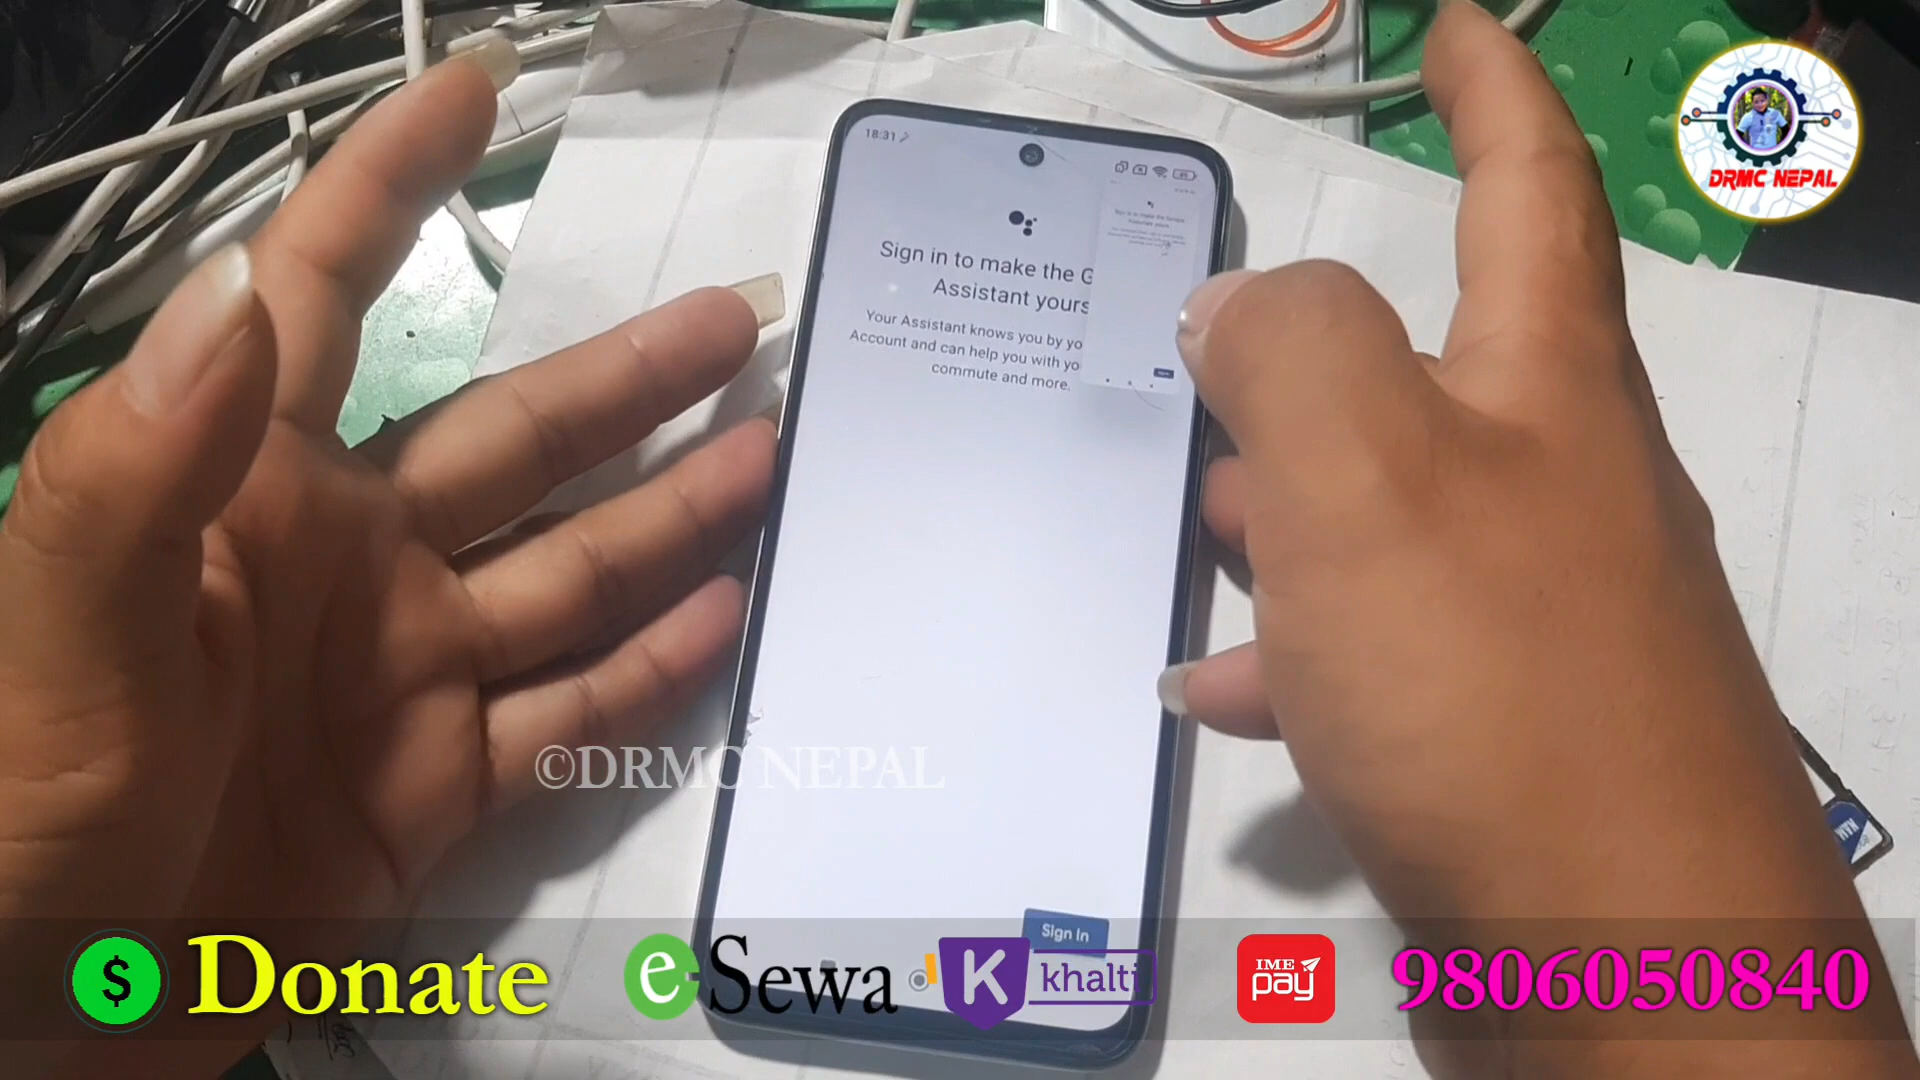 18:31
Sign in to make the G
Assistant yours
Your Assistant knows you by yo
Account and can help you with yo
commute and more.
DRMC NEPAL
©DRMC NEPAL
Sign In
$ Donate
e-Sewa
K khalti
IME pay
9806050840